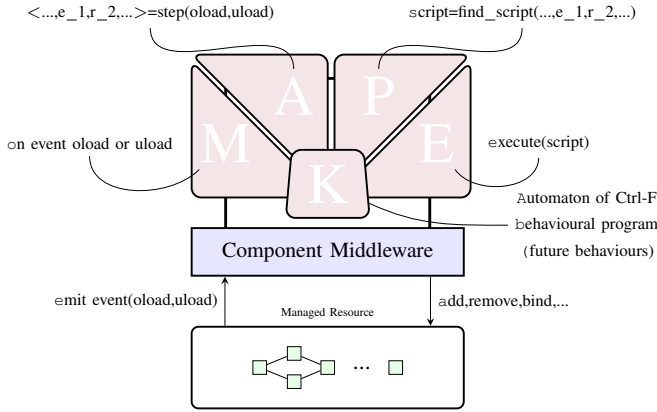 <...,e_1,r_2,...>=step(oload,uload)
script=find_script(...,e_1,r_2,...)
A
P
M
E
K
on event oload or uload
execute(script)
Automaton of Ctrl-F
behavioural program
(future behaviours)
Component Middleware
emit event(oload,uload)
add,remove,bind,...
Managed Resource
...